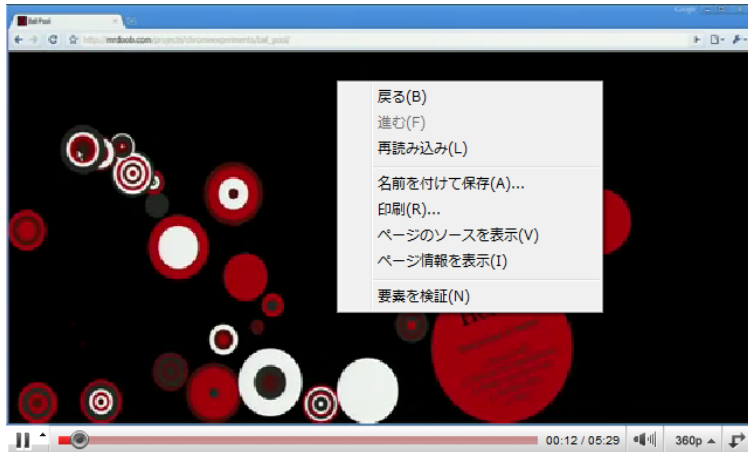 Ball Pool
Google
http://mrdoob.com/projects/chromeexperiments/ball_pool/
戻る(B)
進む(F)
再読み込み(L)
名前を付けて保存(A)...
印刷(R)...
ページのソースを表示(V)
ページ情報を表示(I)
要素を検証(N)
00:12 / 05:29
360p